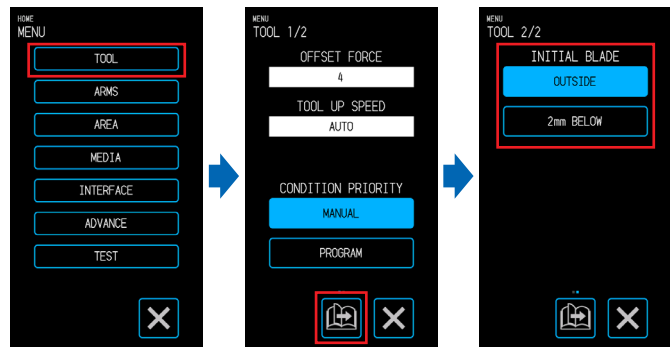 HOME
MENU
TOOL
ARMS
AREA
MEDIA
INTERFACE
ADVANCE
TEST
MENU
TOOL 1/2
OFFSET FORCE
4
TOOL UP SPEED
AUTO
CONDITION PRIORITY
MANUAL
PROGRAM
MENU
TOOL 2/2
INITIAL BLADE
OUTSIDE
2mm BELOW